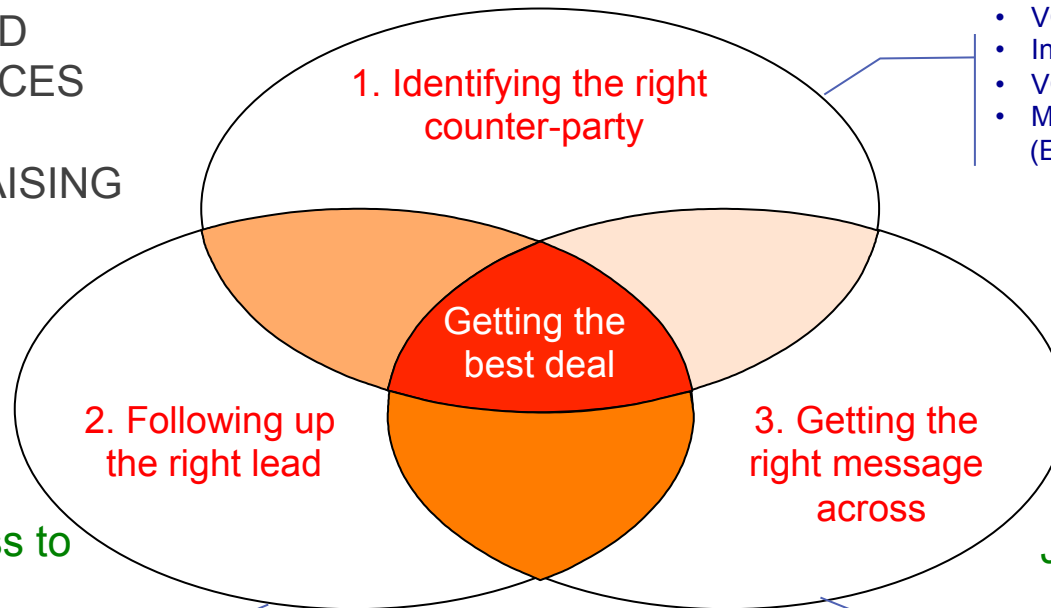 1. Identifying the right
counter-party
Getting the
best deal
2. Following up
the right lead
3. Getting the
right message
across
to